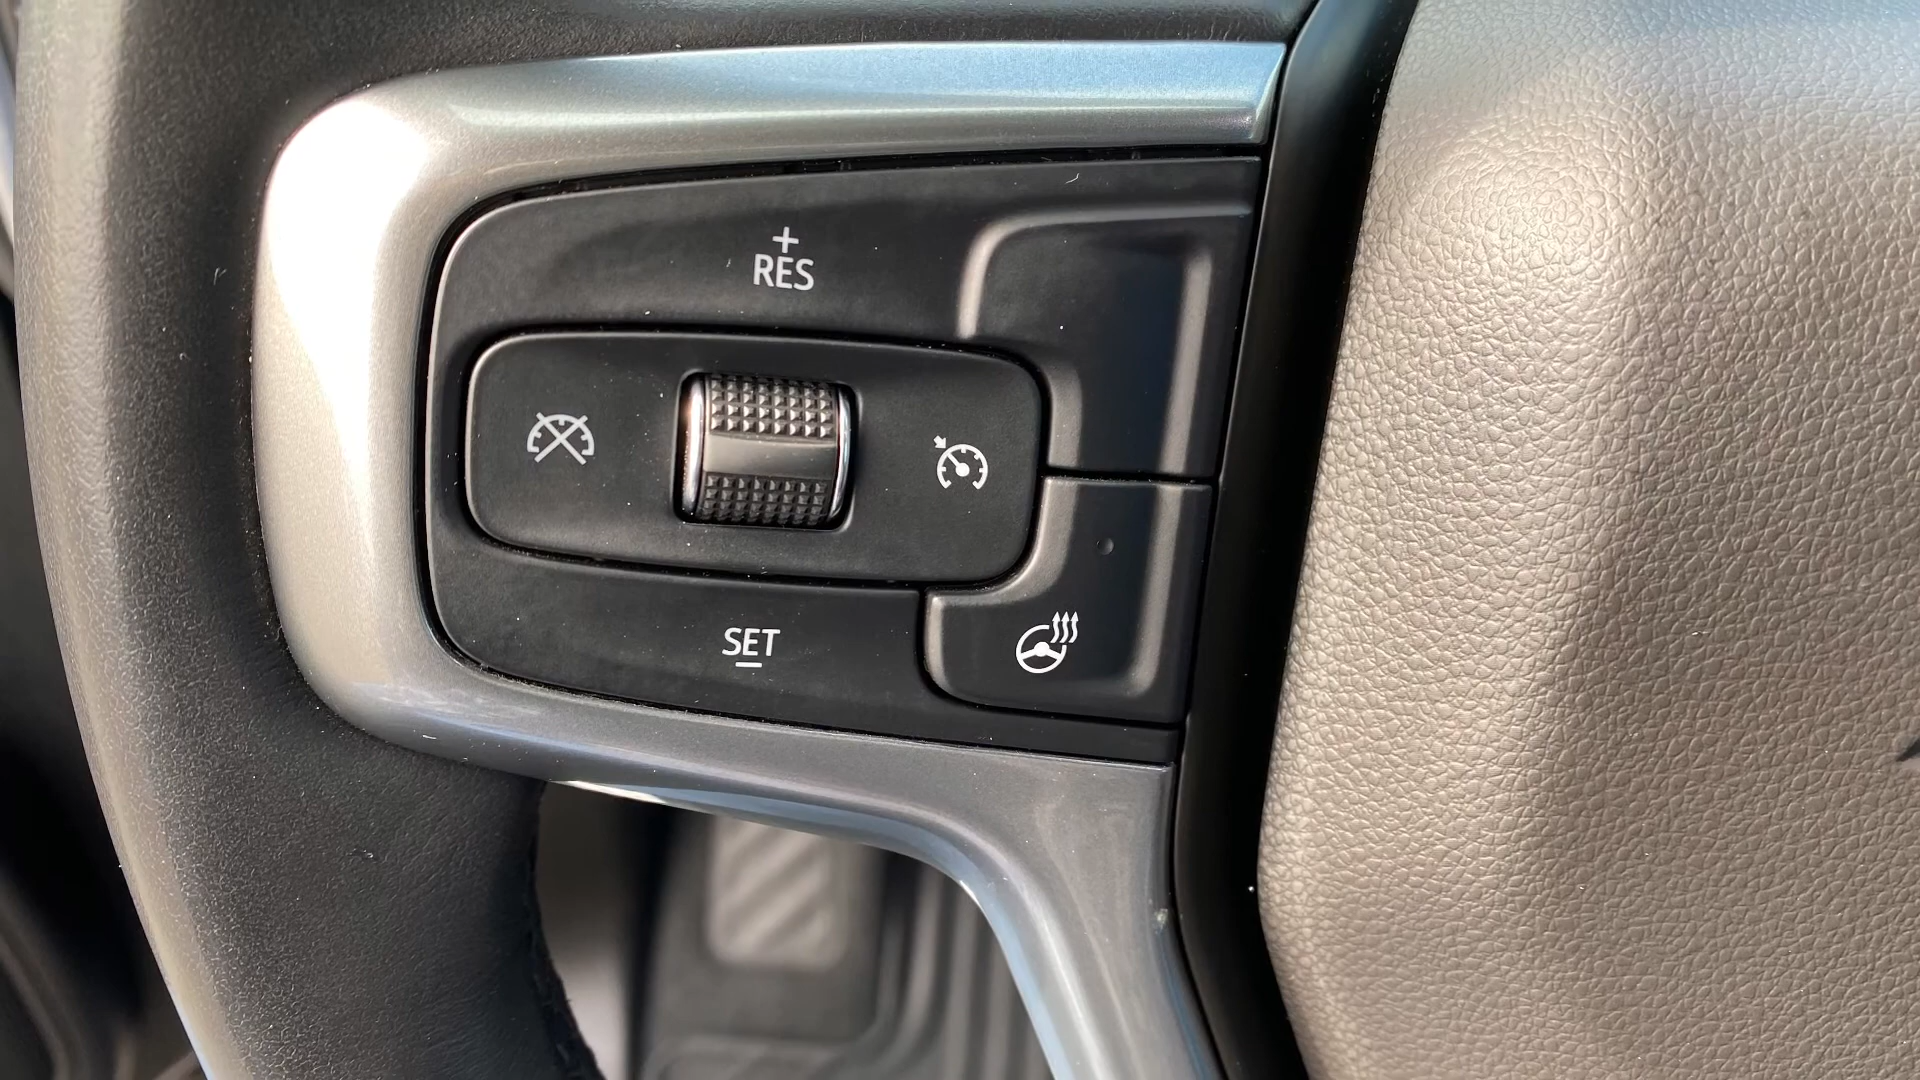 +
RES
SET
–